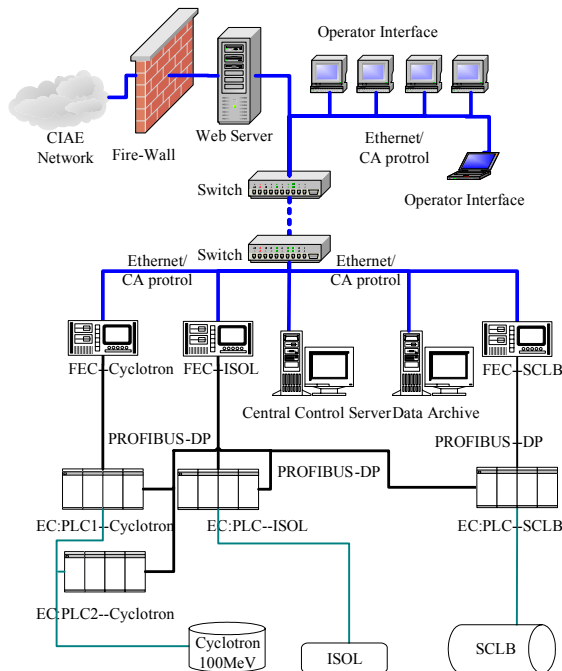 Operator Interface
CIAE
Network
Fire-Wall
Web Server
Ethernet/
CA protrol
Switch
Operator Interface
Switch
Ethernet/
CA protrol
Ethernet/
CA protrol
FEC--Cyclotron
FEC--ISOL
Central Control Server
Data Archive
FEC--SCLB
PROFIBUS-DP
PROFIBUS--DP
PROFIBUS-DP
EC:PLC1--Cyclotron
EC:PLC--ISOL
EC:PLC--SCLB
EC:PLC2--Cyclotron
Cyclotron
100MeV
ISOL
SCLB